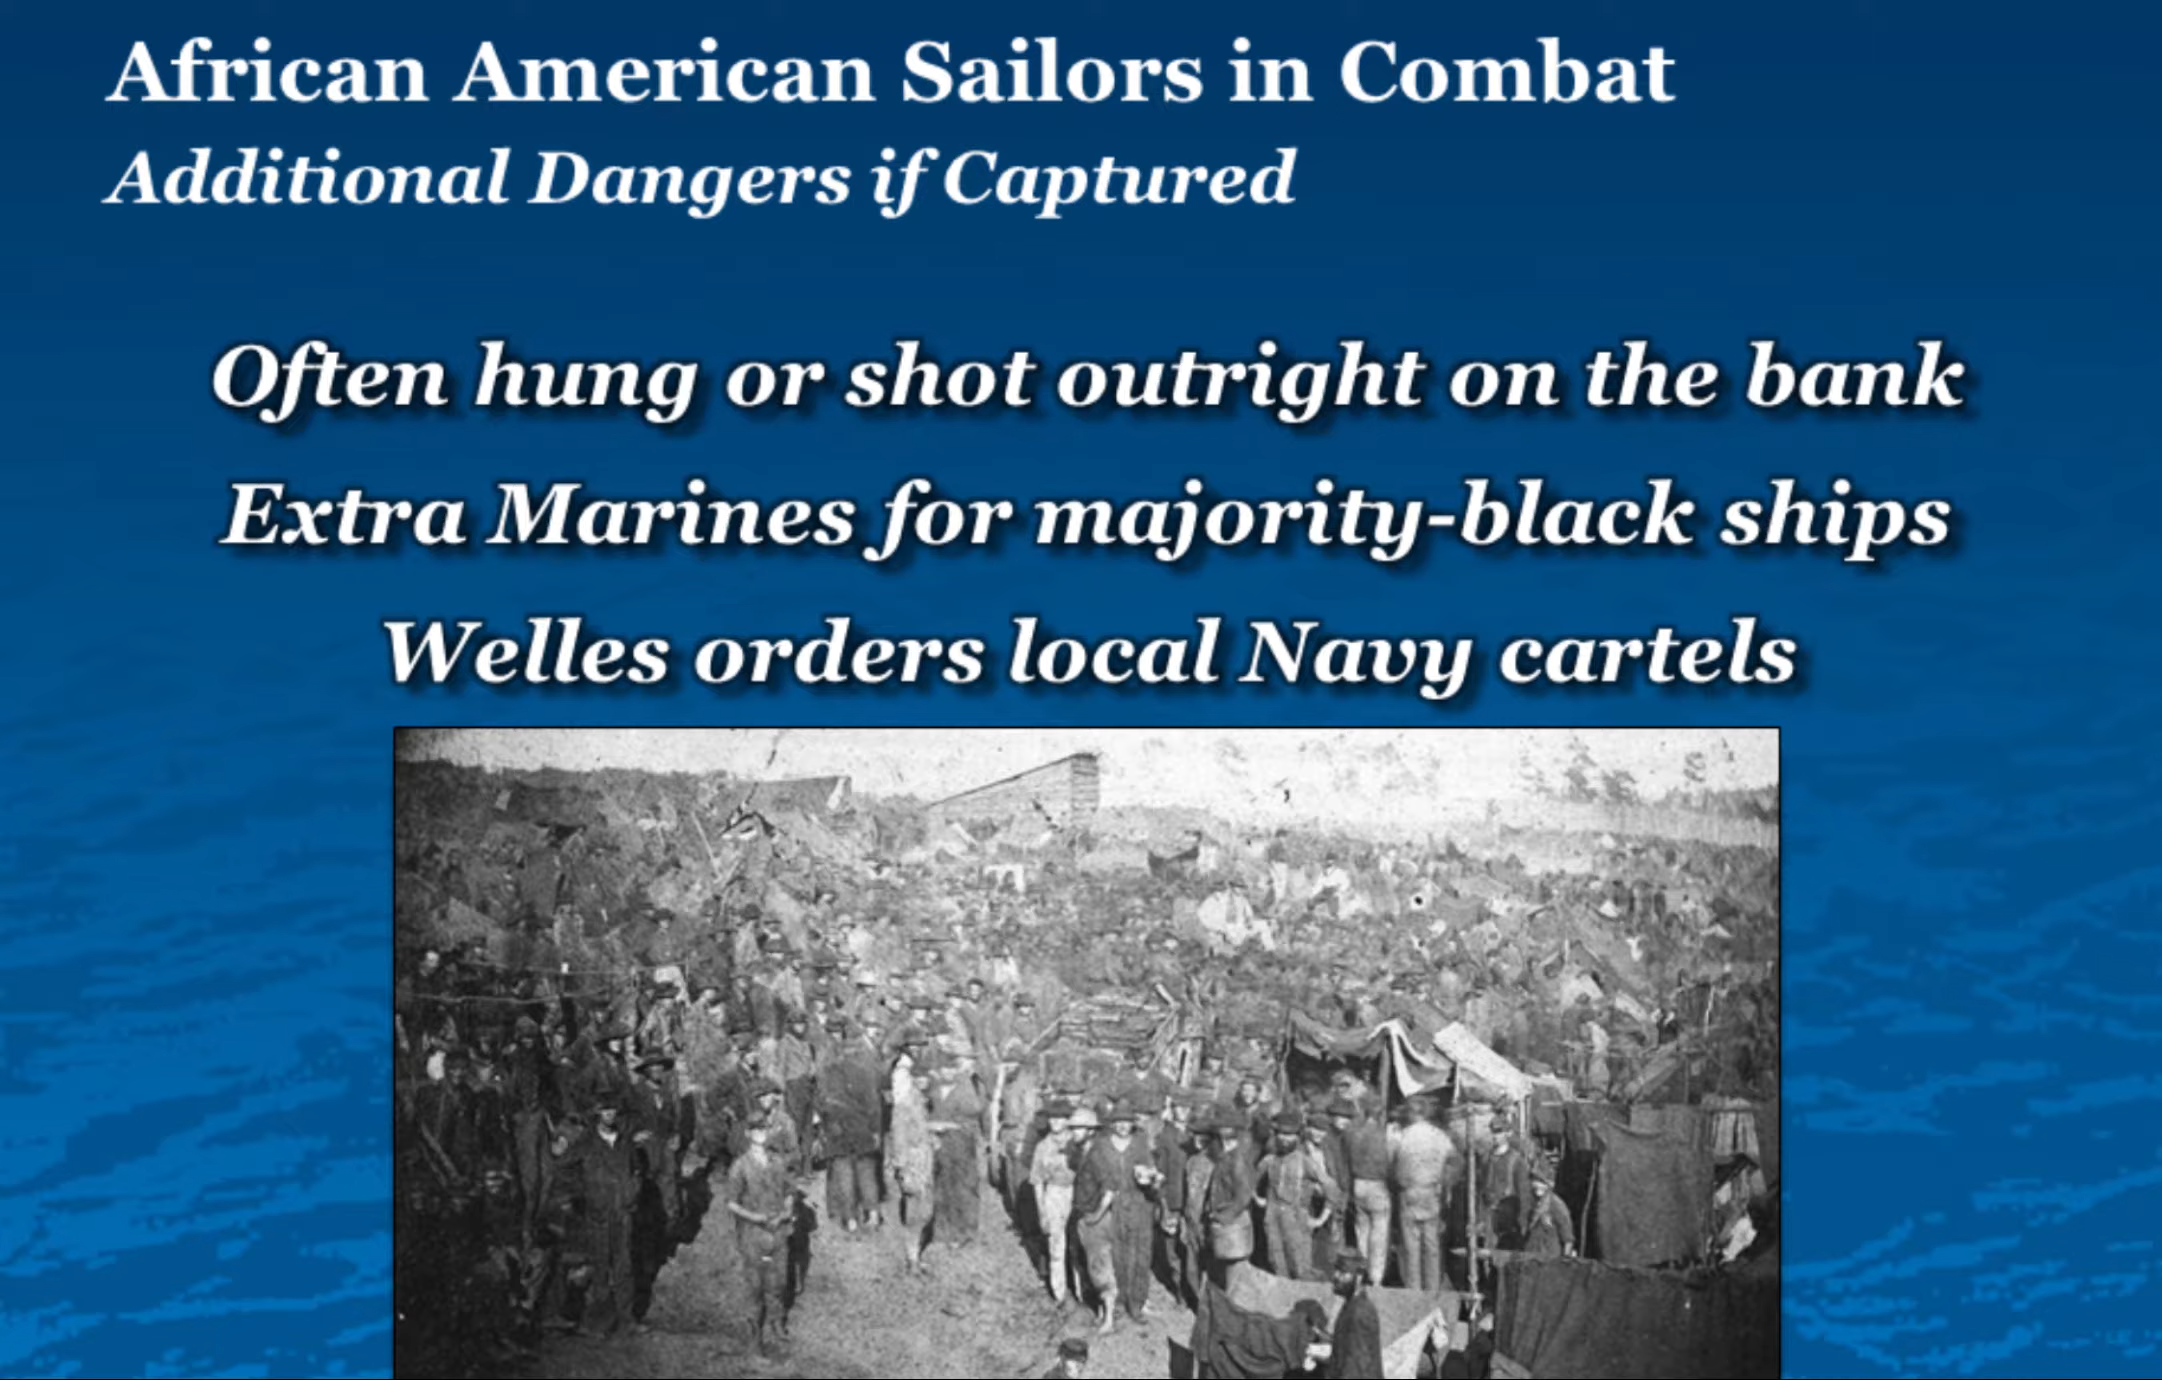 African American Sailors in Combat
Additional Dangers if Captured
Often hung or shot outright on the bank
Extra Marines for majority-black ships
Welles orders local Navy cartels